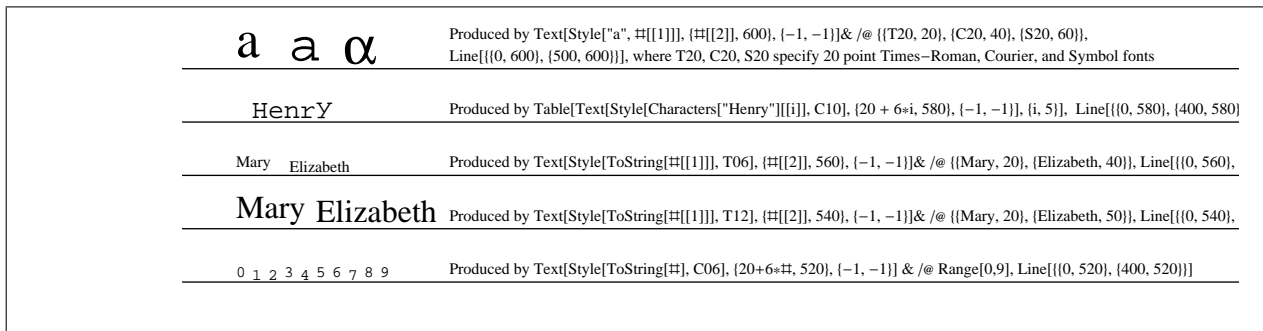 a a α
Produced by Text[Style["a", #[[1]]], {#[[2]], 600}, {−1, −1}]& /@ {{T20, 20}, {C20, 40}, {S20, 60}},
Line[{{0, 600}, {500, 600}}], where T20, C20, S20 specify 20 point Times−Roman, Courier, and Symbol fonts
HenrY
Produced by Table[Text[Style[Characters["Henry"][[i]], C10], {20 + 6*i, 580}, {−1, −1}], {i, 5}], Line[{{0, 580}, {400, 580}
Mary Elizabeth
Produced by Text[Style[ToString[#[[1]]], T06], {#[[2]], 560}, {−1, −1}]& /@ {{Mary, 20}, {Elizabeth, 40}}, Line[{{0, 560},
Mary Elizabeth
Produced by Text[Style[ToString[#[[1]]], T12], {#[[2]], 540}, {−1, −1}]& /@ {{Mary, 20}, {Elizabeth, 50}}, Line[{{0, 540},
0 1 2 3 4 5 6 7 8 9
Produced by Text[Style[ToString[#], C06], {20+6*#, 520}, {−1, −1}] & /@ Range[0,9], Line[{{0, 520}, {400, 520}}]